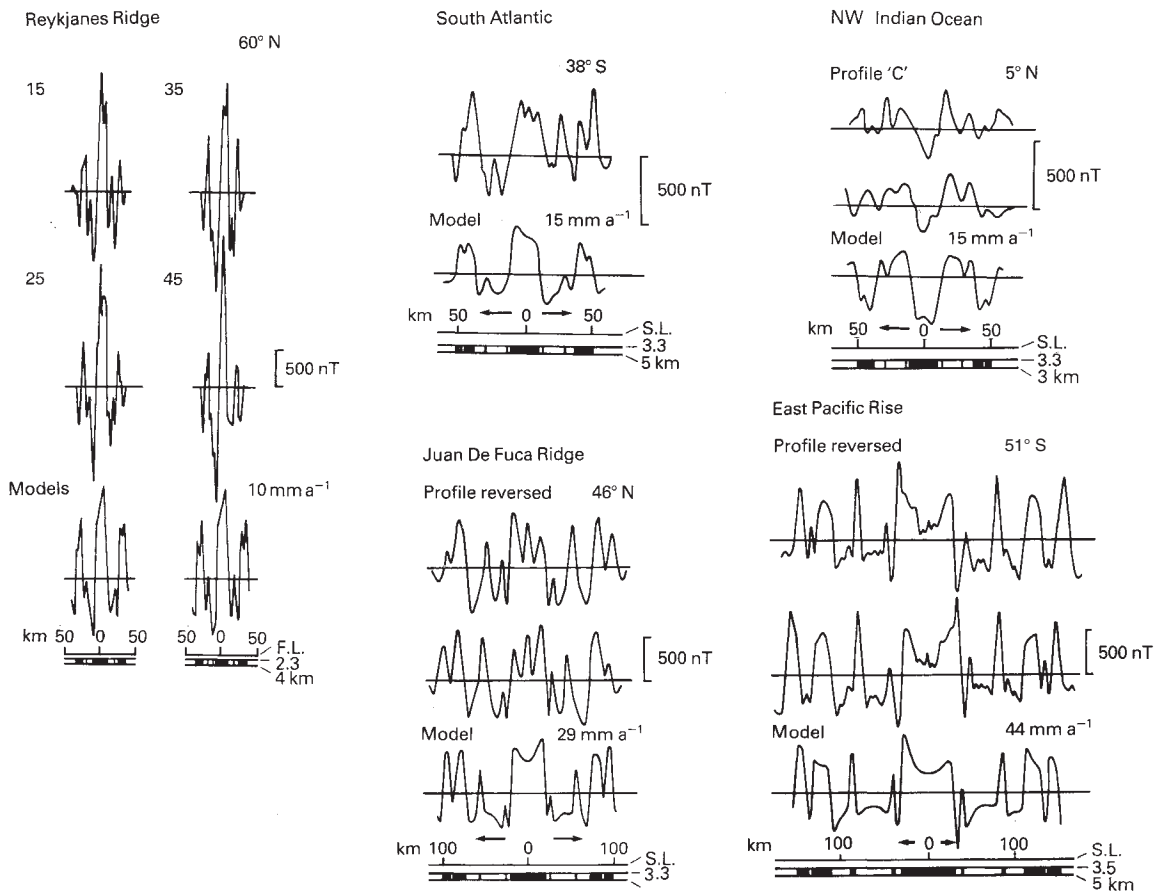 Reykjanes Ridge
60° N
15
35
25
45
500 nT
Models
10 mm a⁻¹
km 50 0 50
50 0 50
F.L.
2.3
4 km
South Atlantic
38° S
500 nT
Model
15 mm a⁻¹
km 50 0 50
S.L.
3.3
5 km
NW Indian Ocean
Profile 'C'
5° N
500 nT
Model
15 mm a⁻¹
km 50 0 50
S.L.
3.3
3 km
Juan De Fuca Ridge
Profile reversed
46° N
500 nT
Model
29 mm a⁻¹
km 100 0 100
S.L.
3.3
East Pacific Rise
Profile reversed
51° S
500 nT
Model
44 mm a⁻¹
km 100 0 100
S.L.
3.5
5 km